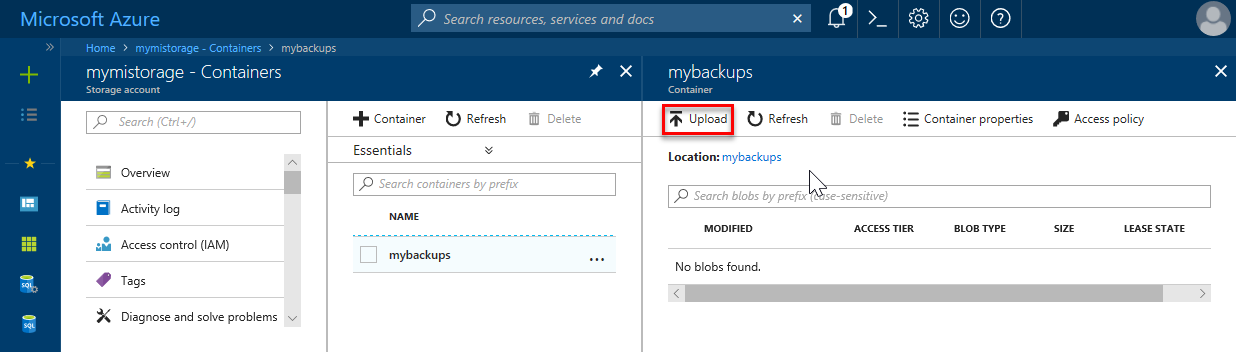 Microsoft Azure
Search resources, services and docs
1
Home > mymistorage - Containers > mybackups
mymistorage - Containers
Storage account
Search (Ctrl+/)
Overview
Activity log
Access control (IAM)
Tags
Diagnose and solve problems
SQL
SQL
Container Refresh Delete
Essentials
Search containers by prefix
NAME
mybackups ...
mybackups
Container
Upload Refresh Delete Container properties Access policy
Location: mybackups
Search blobs by prefix (case-sensitive)
MODIFIED ACCESS TIER BLOB TYPE SIZE LEASE STATE
No blobs found.